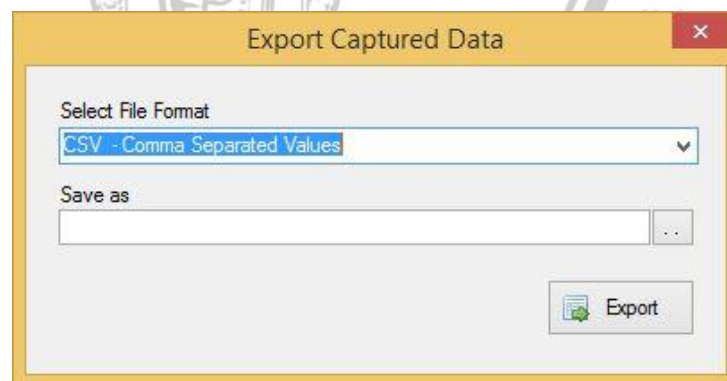 Export Captured Data
Select File Format
CSV - Comma Separated Values
Save as
. .
Export